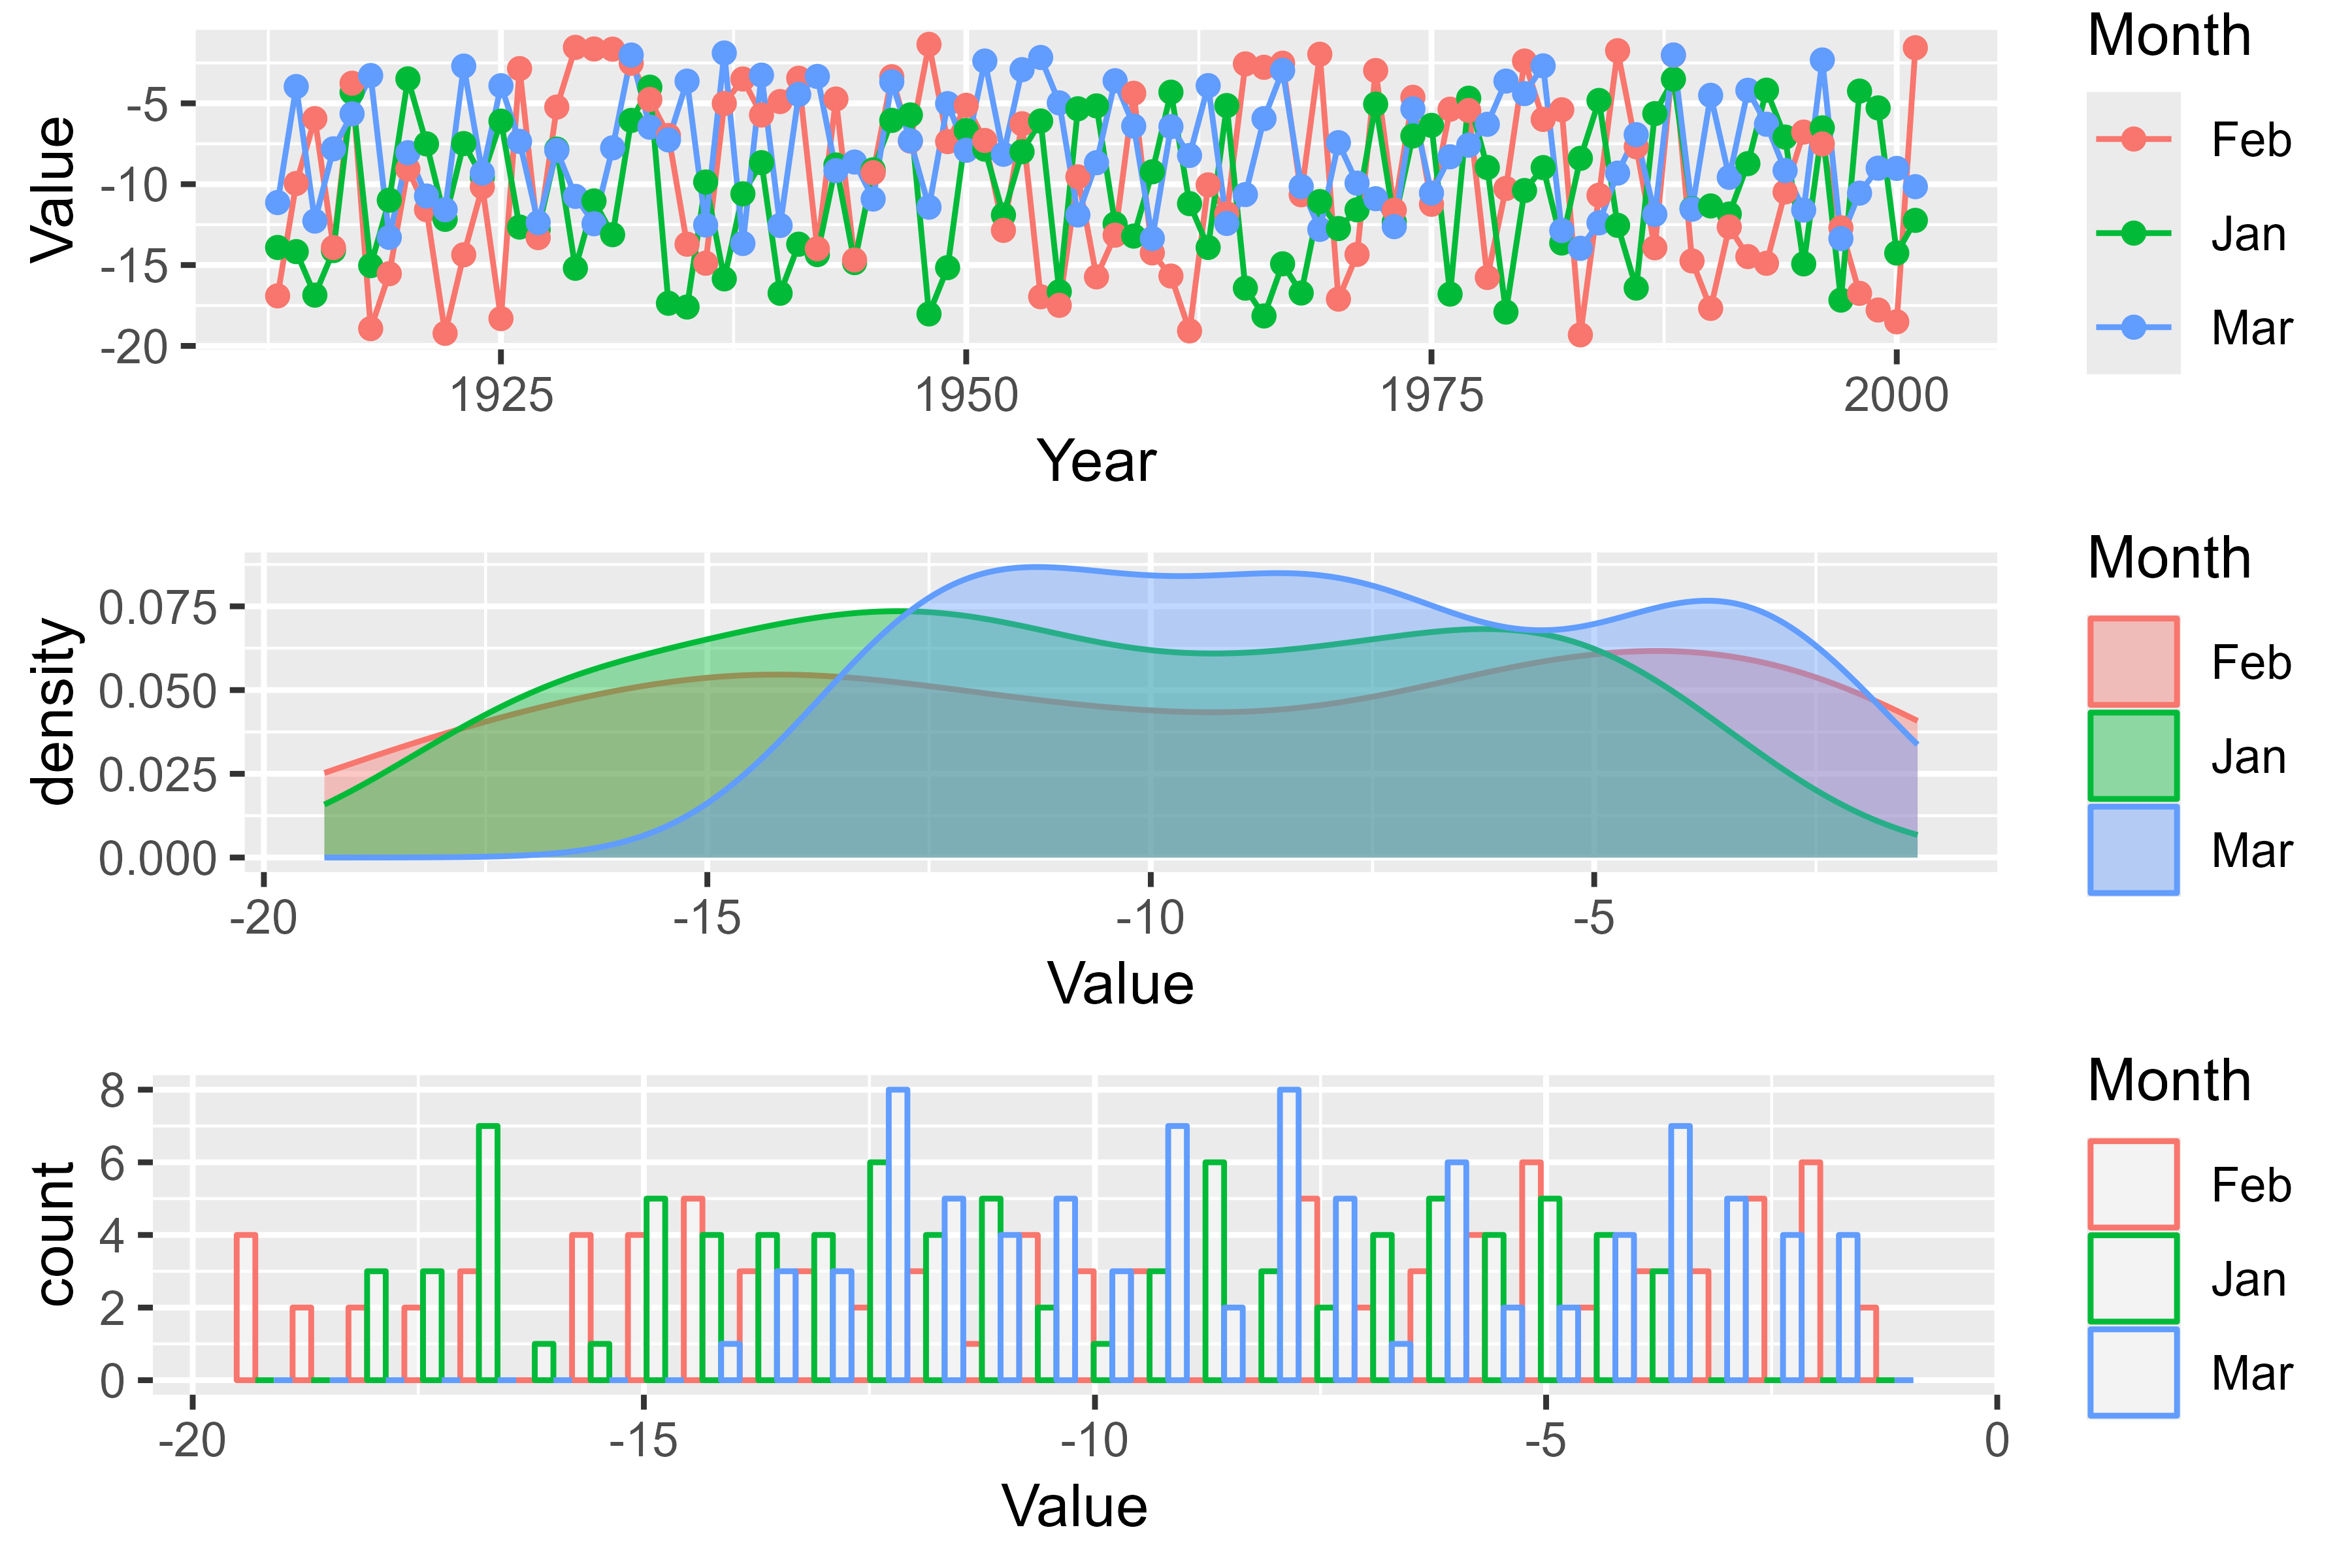 Month
Feb
Jan
Mar
Value
-5
-10
-15
-20
1925 1950 1975 2000
Year
Month
Feb
Jan
Mar
density
0.075
0.050
0.025
0.000
-20 -15 -10 -5
Value
Month
Feb
Jan
Mar
count
8
6
4
2
0
-20 -15 -10 -5 0
Value